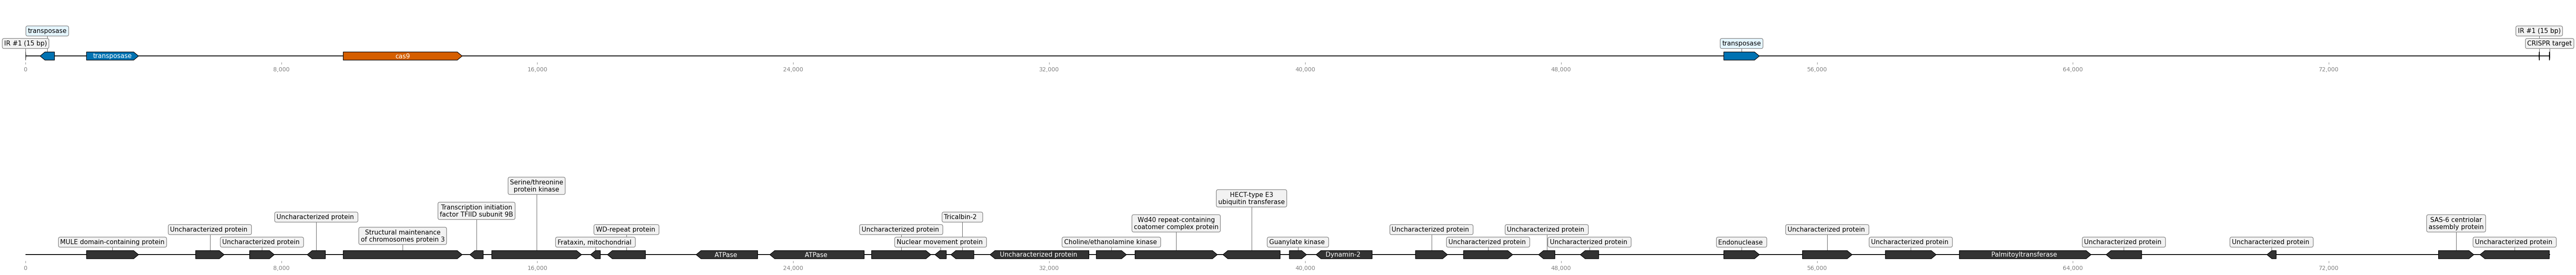 transposase
IR #1 (15 bp)
IR #1 (15 bp)
transposase
CRISPR target
transposase
cas9
0 8,000 16,000 24,000 32,000 40,000 48,000 56,000 64,000 72,000
Serine/threonine
protein kinase
HECT-type E3
ubiquitin transferase
Transcription initiation
factor TFIID subunit 9B
Uncharacterized protein
Tricalbin-2
Wd40 repeat-containing
coatomer complex protein
SAS-6 centriolar
assembly protein
Uncharacterized protein
Structural maintenance
of chromosomes protein 3
WD-repeat protein
Uncharacterized protein
Uncharacterized protein
Uncharacterized protein
Uncharacterized protein
MULE domain-containing protein
Uncharacterized protein
Frataxin, mitochondrial
Nuclear movement protein
Choline/ethanolamine kinase
Guanylate kinase
Uncharacterized protein
Uncharacterized protein
Endonuclease
Uncharacterized protein
Uncharacterized protein
Uncharacterized protein
Uncharacterized protein
ATPase
ATPase
Uncharacterized protein
Dynamin-2
Palmitoyltransferase
0 8,000 16,000 24,000 32,000 40,000 48,000 56,000 64,000 72,000